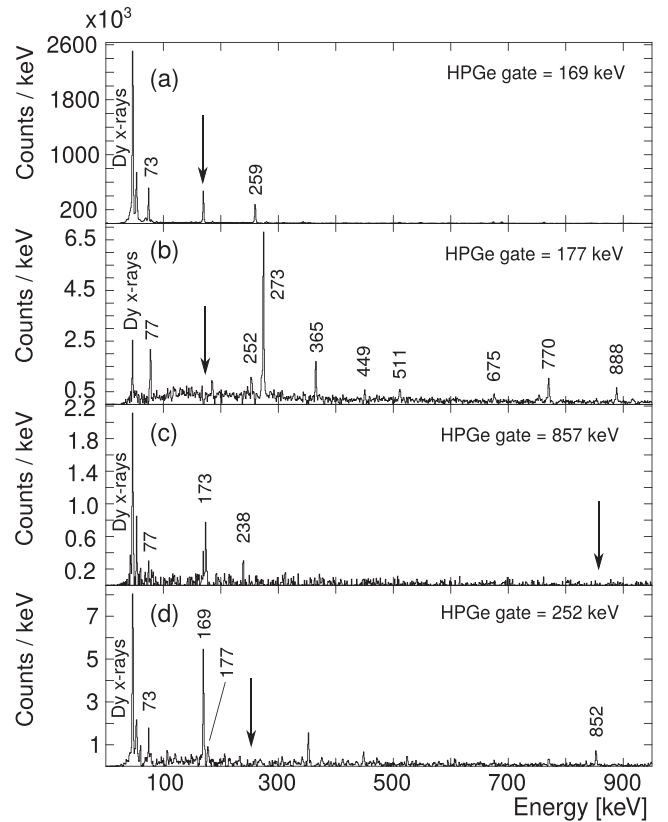 x10³
2600
1800
1000
200
Counts / keV
Dy x-rays
(a)
HPGe gate = 169 keV
73
259
6.5
4.5
2.5
0.5
Counts / keV
Dy x-rays
(b)
HPGe gate = 177 keV
77
252
273
365
449
511
675
770
888
2.2
1.8
1.4
1.0
0.6
0.2
Counts / keV
Dy x-rays
(c)
HPGe gate = 857 keV
77
173
238
7
5
3
1
Counts / keV
Dy x-rays
(d)
HPGe gate = 252 keV
73
169
177
852
100 300 500 700 900
Energy [keV]